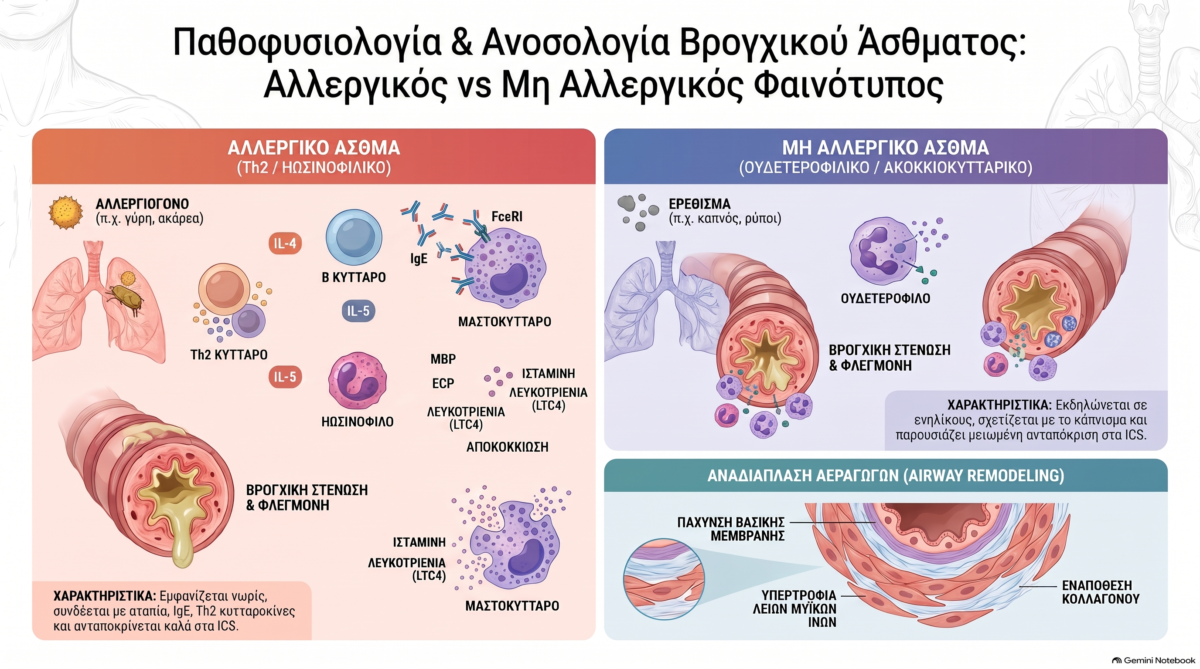 Παθοφυσιολογία & Ανοσολογία Βρογχικού Άσθματος:
Αλλεργικός vs Μη Αλλεργικός Φαινότυπος
ΑΛΛΕΡΓΙΚΟ ΑΣΘΜΑ
(Th2 / ΗΩΣΙΝΟΦΙΛΙΚΟ)
ΑΛΛΕΡΓΙΟΓΟΝΟ
(π.χ. γύρη, ακάρεα)
IL-4
Β ΚΥΤΤΑΡΟ
FceRI
IgE
ΜΑΣΤΟΚΥΤΤΑΡΟ
Th2 ΚΥΤΤΑΡΟ
IL-5
IL-5
ΗΩΣΙΝΟΦΙΛΟ
MBP
ECP
ΛΕΥΚΟΤΡΙΕΝΙΑ
(LTC4)
ΙΣΤΑΜΙΝΗ
ΛΕΥΚΟΤΡΙΕΝΙΑ
(LTC4)
ΑΠΟΚΟΚΚΙΩΣΗ
ΒΡΟΓΧΙΚΗ ΣΤΕΝΩΣΗ
& ΦΛΕΓΜΟΝΗ
ΙΣΤΑΜΙΝΗ
ΛΕΥΚΟΤΡΙΕΝΙΑ
(LTC4)
ΜΑΣΤΟΚΥΤΤΑΡΟ
ΧΑΡΑΚΤΗΡΙΣΤΙΚΑ: Εμφανίζεται νωρίς,
συνδέεται με αταπία, IgE, Th2 κυτταροκίνες
και ανταποκρίνεται καλά στα ICS.
ΜΗ ΑΛΛΕΡΓΙΚΟ ΑΣΘΜΑ
(ΟΥΔΕΤΕΡΟΦΙΛΙΚΟ / ΑΚΟΚΚΙΟΚΥΤΤΑΡΙΚΟ)
ΕΡΕΘΙΣΜΑ
(π.χ. καπνός, ρύποι)
ΟΥΔΕΤΕΡΟΦΙΛΟ
ΒΡΟΓΧΙΚΗ ΣΤΕΝΩΣΗ
& ΦΛΕΓΜΟΝΗ
ΧΑΡΑΚΤΗΡΙΣΤΙΚΑ: Εκδηλώνεται σε
ενηλίκους, σχετίζεται με το κάπνισμα και
παρουσιάζει μειωμένη ανταπόκριση στα ICS.
ΑΝΑΔΙΑΠΛΑΣΗ ΑΕΡΑΓΩΓΩΝ (AIRWAY REMODELING)
ΠΑΧΥΝΣΗ ΒΑΣΙΚΗΣ
ΜΕΜΒΡΑΝΗΣ
ΥΠΕΡΤΡΟΦΙΑ
ΛΕΙΩΝ ΜΥΪΚΩΝ
ΙΝΩΝ
ΕΝΑΠΟΘΕΣΗ
ΚΟΛΛΑΓΟΝΟΥ
Gemini Notebook